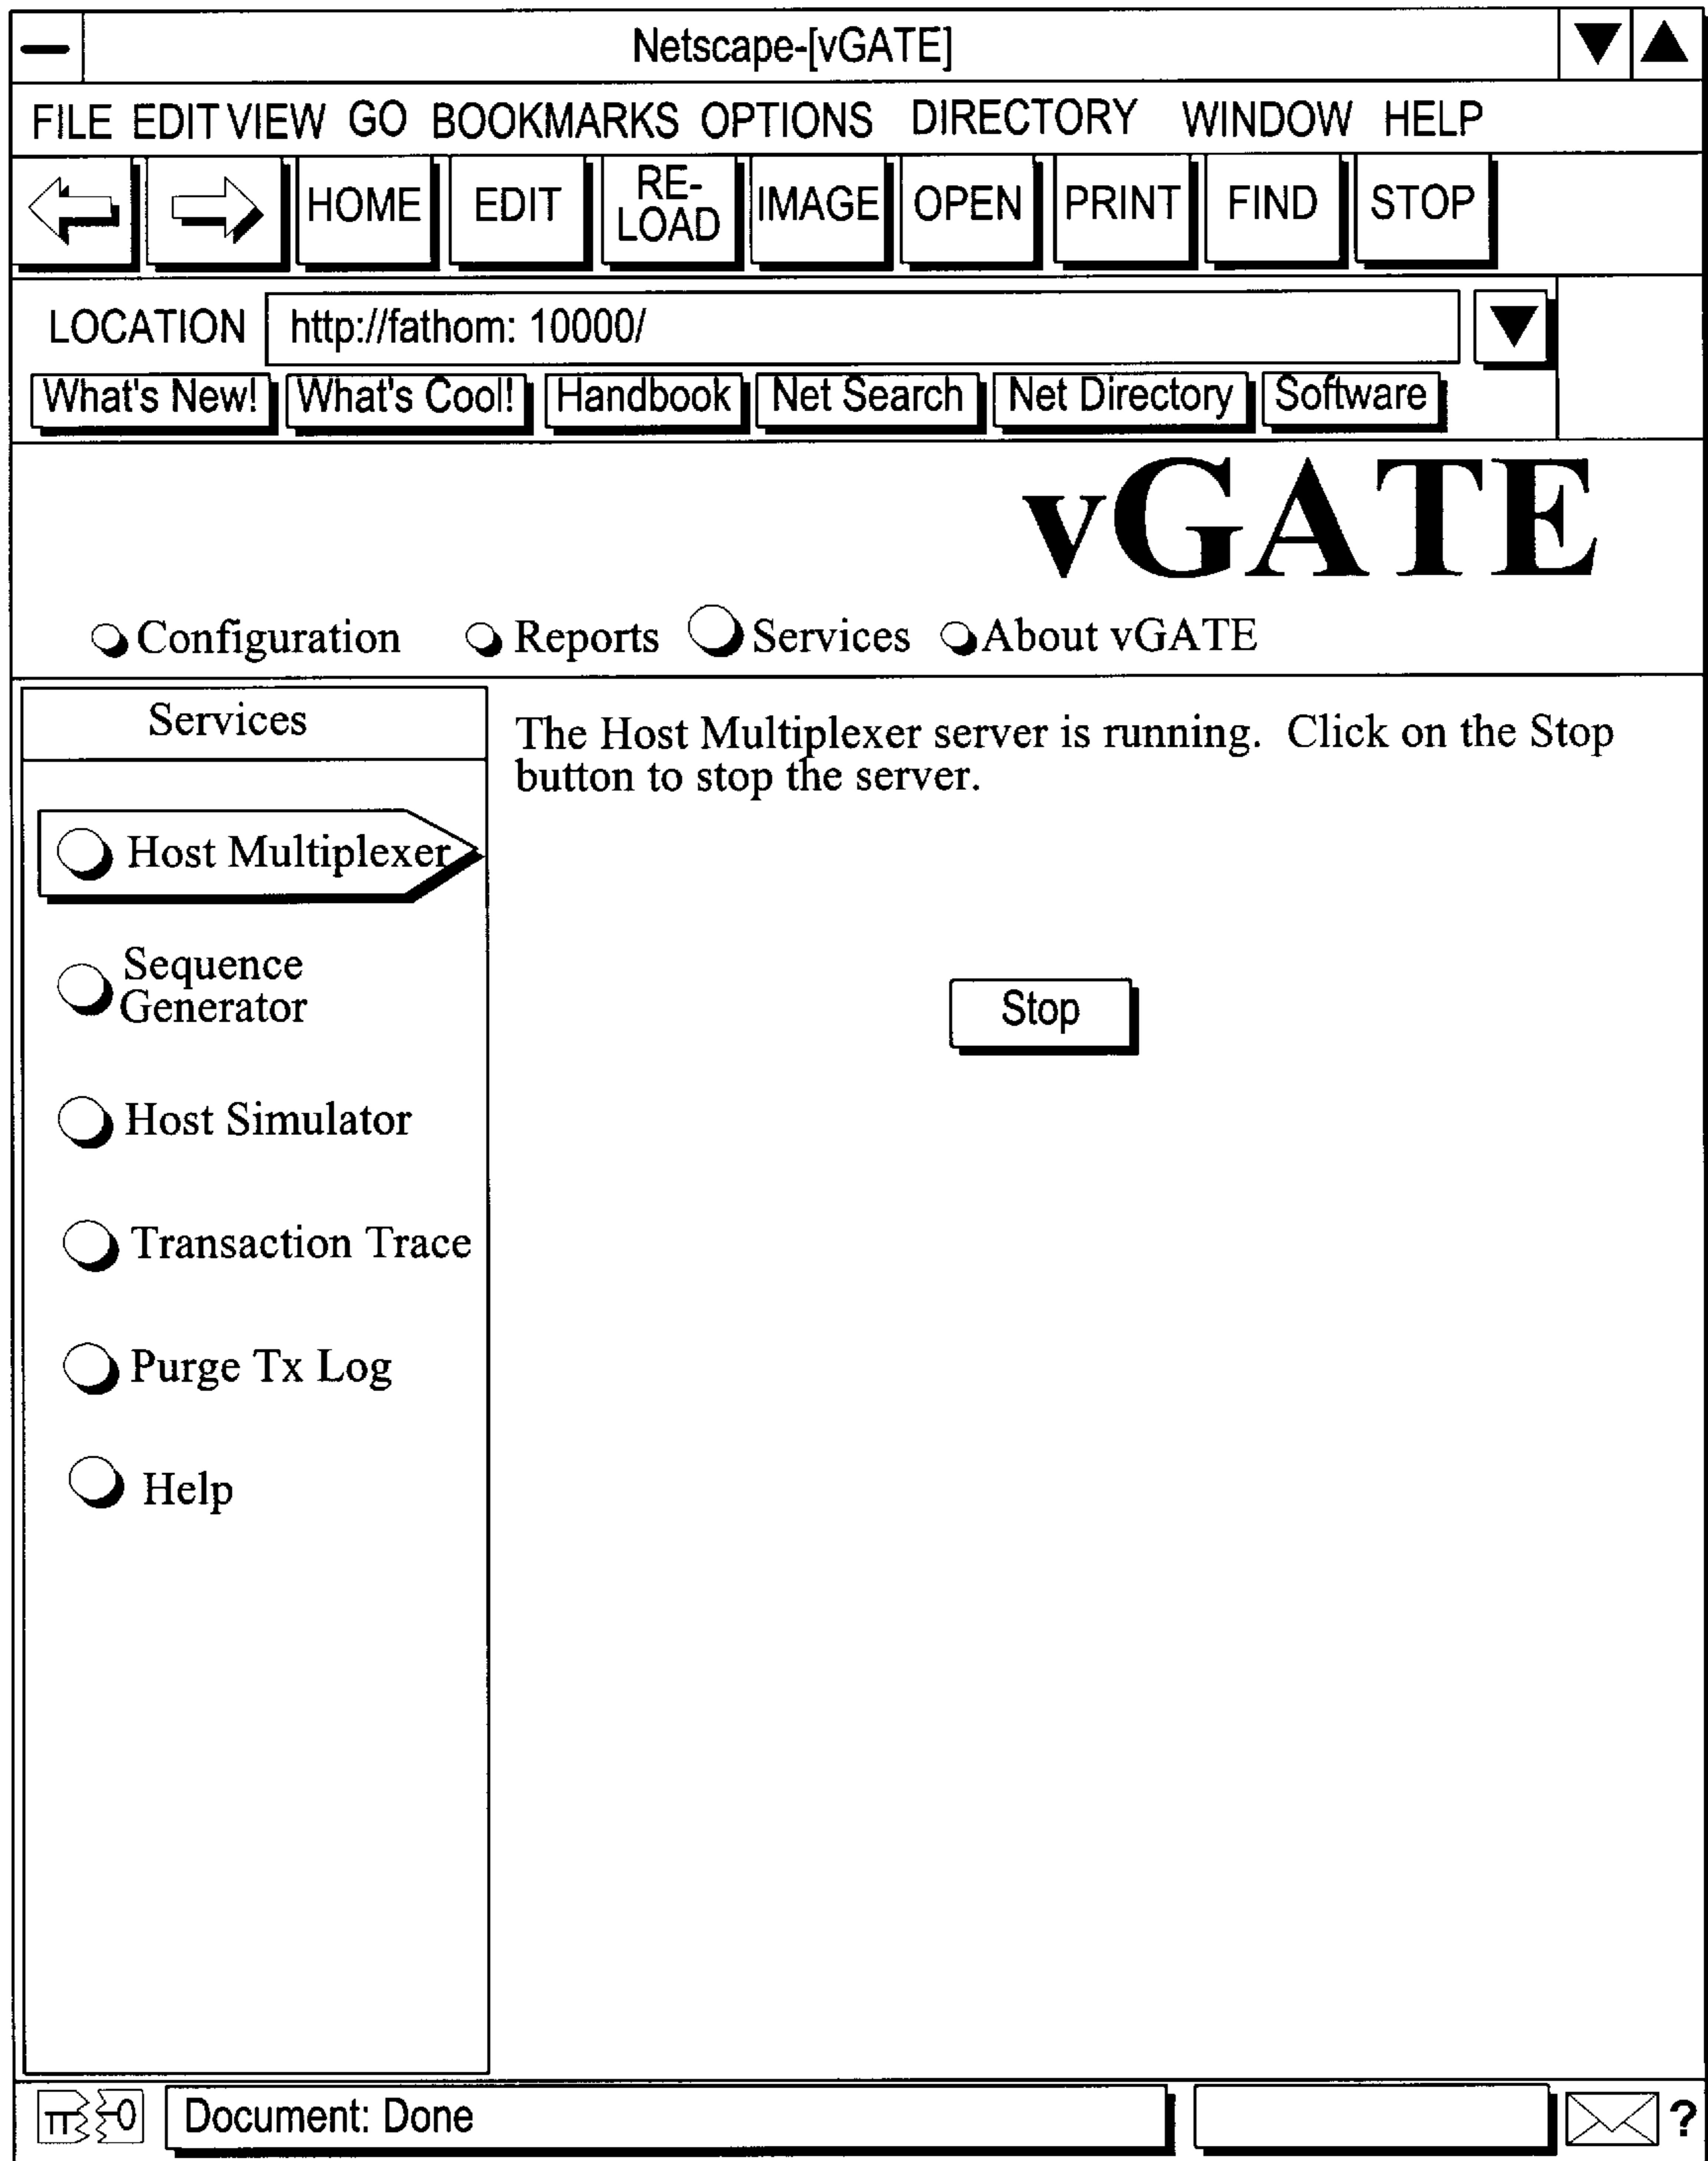 Netscape-[vGATE]
FILE EDIT VIEW GO BOOKMARKS OPTIONS DIRECTORY WINDOW HELP
HOME EDIT RE-
LOAD IMAGE OPEN PRINT FIND STOP
LOCATION http://fathom: 10000/
What's New! What's Cool! Handbook Net Search Net Directory Software
vGATE
Configuration Reports Services About vGATE
Services
Host Multiplexer
Sequence
Generator
Host Simulator
Transaction Trace
Purge Tx Log
Help
The Host Multiplexer server is running. Click on the Stop
button to stop the server.
Stop
Document: Done
?